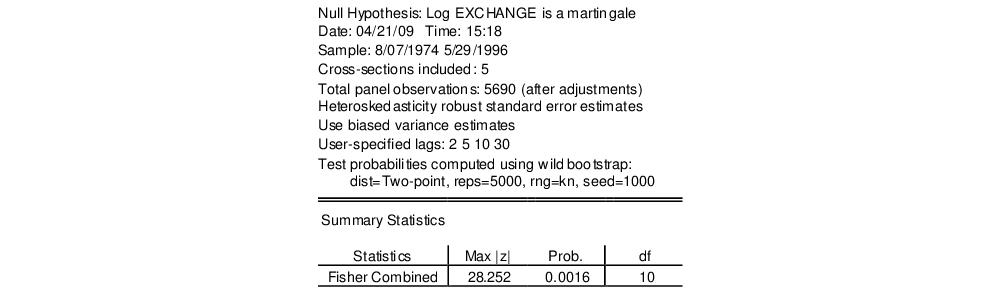 Null Hypothesis: Log EXCHANGE is a martingale
Date: 04/21/09 Time: 15:18
Sample: 8/07/1974 5/29/1996
Cross-sections included: 5
Total panel observations: 5690 (after adjustments)
Heteroskedasticity robust standard error estimates
Use biased variance estimates
User-specified lags: 2 5 10 30
Test probabilities computed using wild bootstrap:
dist=Two-point, reps=5000, rng=kn, seed=1000
Summary Statistics
Statistics Max |z| Prob. df
Fisher Combined 28.252 0.0016 10